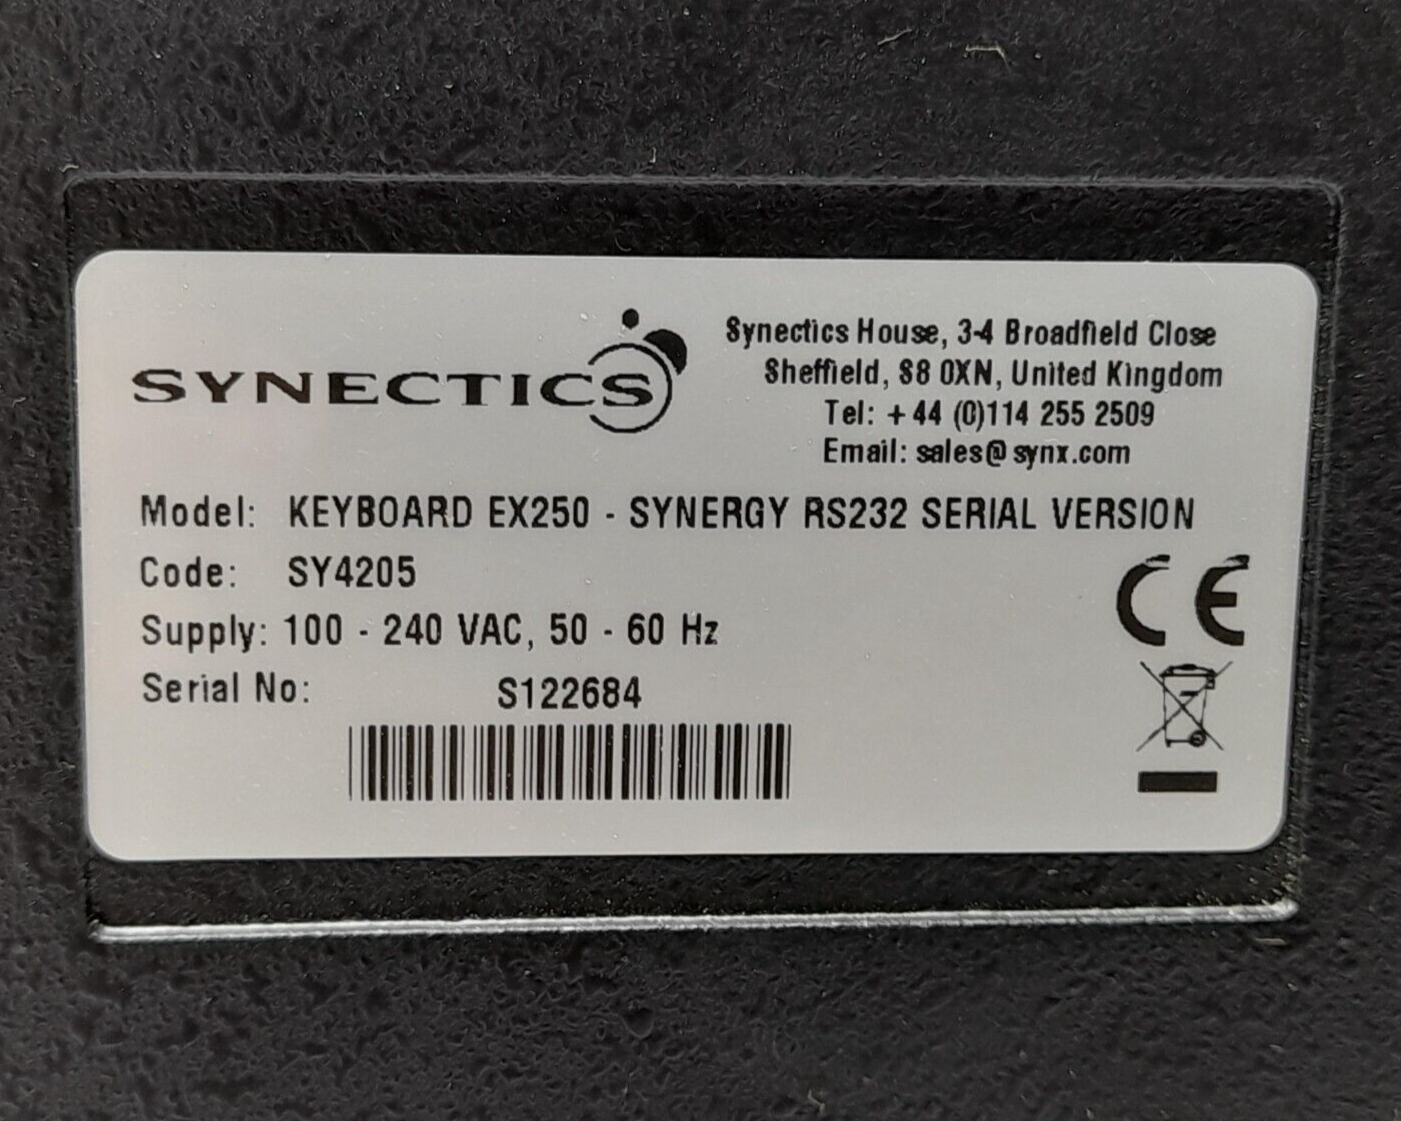 SYNECTICS
Synectics House, 3-4 Broadfield Close
Sheffield, S8 0XN, United Kingdom
Tel: +44 (0)114 255 2509
Email: sales@synx.com
Model: KEYBOARD EX250 - SYNERGY RS232 SERIAL VERSION
Code: SY4205
Supply: 100 - 240 VAC, 50 - 60 Hz
Serial No: S122684
CE